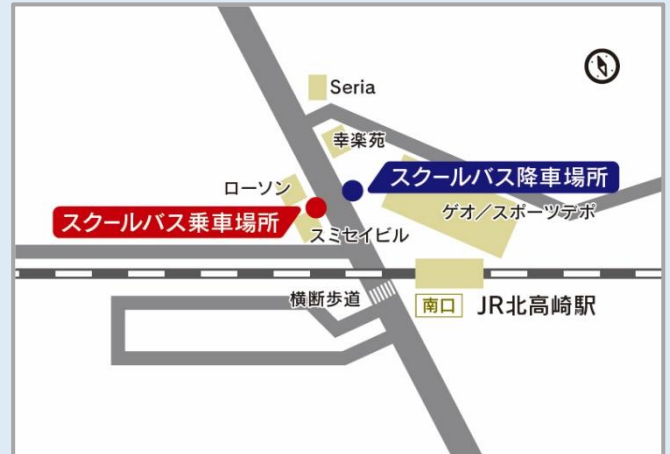 Seria
幸楽苑
ローソン
スクールバス降車場所
スクールバス乗車場所
ゲオ／スポーツデポ
スミセイビル
横断歩道
南口
JR北高崎駅